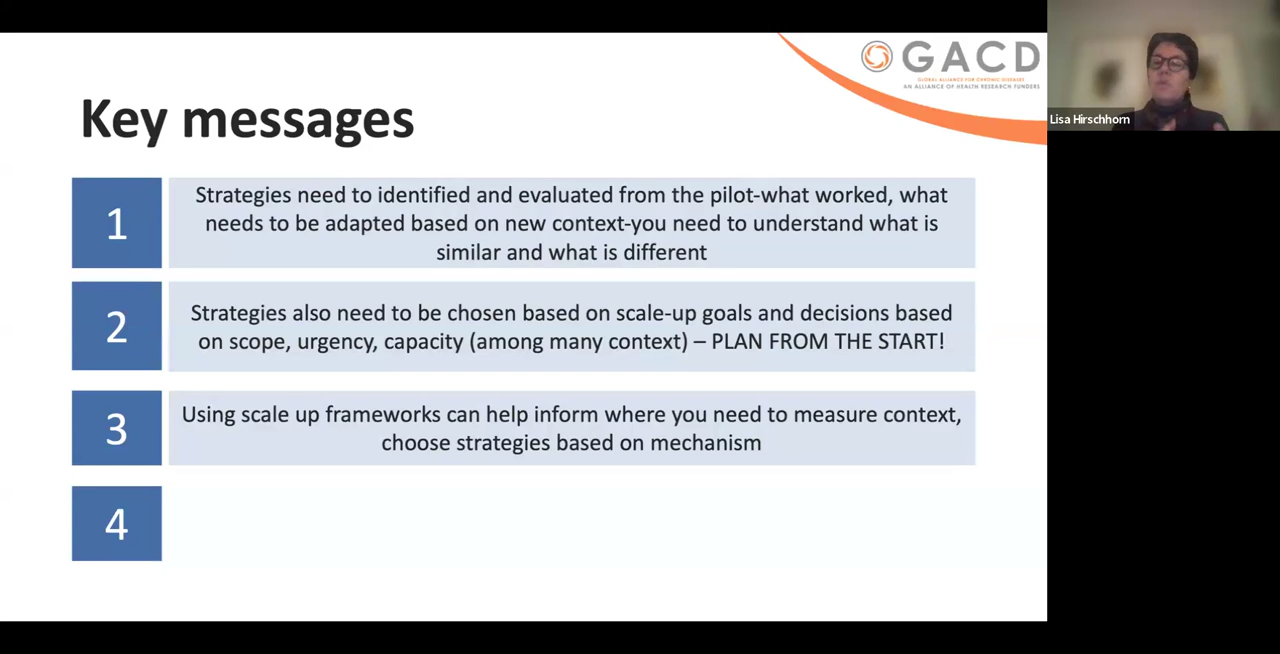 GACD
GLOBAL ALLIANCE FOR CHRONIC DISEASES
AN ALLIANCE OF HEALTH RESEARCH FUNDERS
Lisa Hirschhorn
Key messages
1
Strategies need to identified and evaluated from the pilot-what worked, what
needs to be adapted based on new context-you need to understand what is
similar and what is different
2
Strategies also need to be chosen based on scale-up goals and decisions based
on scope, urgency, capacity (among many context) – PLAN FROM THE START!
3
Using scale up frameworks can help inform where you need to measure context,
choose strategies based on mechanism
4